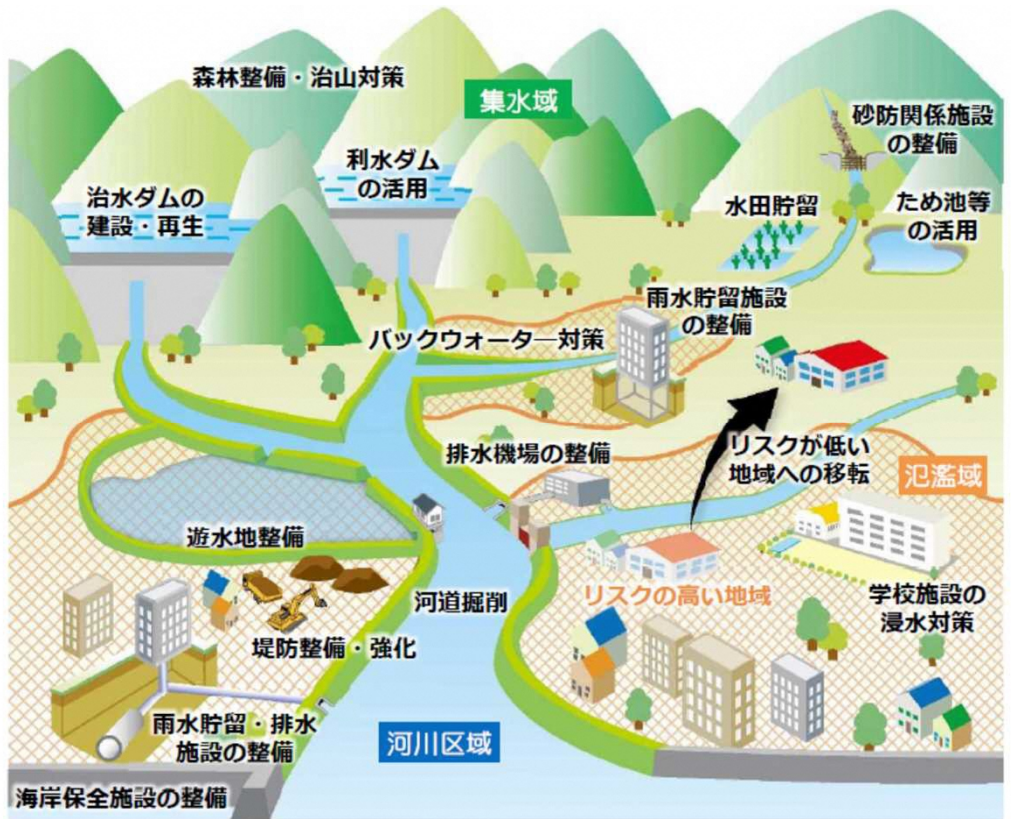 森林整備・治山対策
集水域
砂防関係施設
の整備
利水ダム
の活用
治水ダムの
建設・再生
水田貯留
ため池等
の活用
雨水貯留施設
の整備
バックウォーター対策
排水機場の整備
リスクが低い
地域への移転
氾濫域
遊水地整備
リスクの高い地域
河道掘削
学校施設の
浸水対策
堤防整備・強化
雨水貯留・排水
施設の整備
河川区域
海岸保全施設の整備